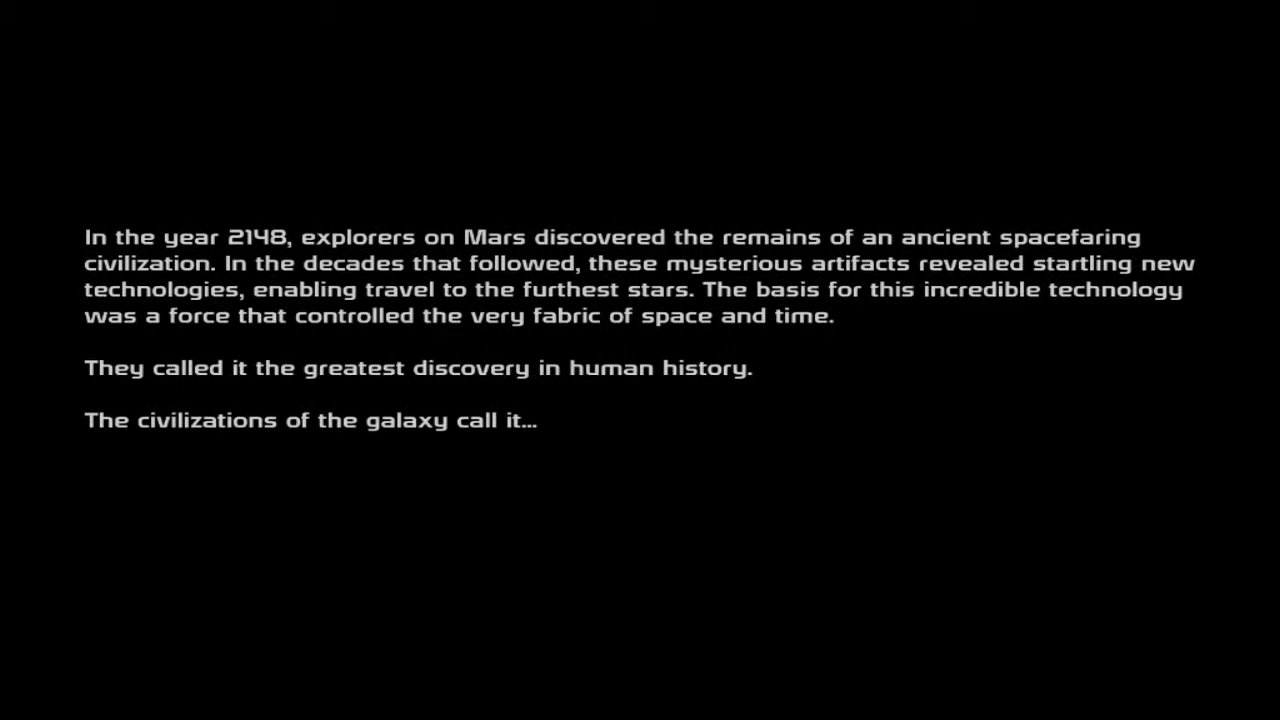 In the year 2148, explorers on Mars discovered the remains of an ancient spacefaring
civilization. In the decades that followed, these mysterious artifacts revealed startling new
technologies, enabling travel to the furthest stars. The basis for this incredible technology
was a force that controlled the very fabric of space and time.
They called it the greatest discovery in human history.
The civilizations of the galaxy call it...